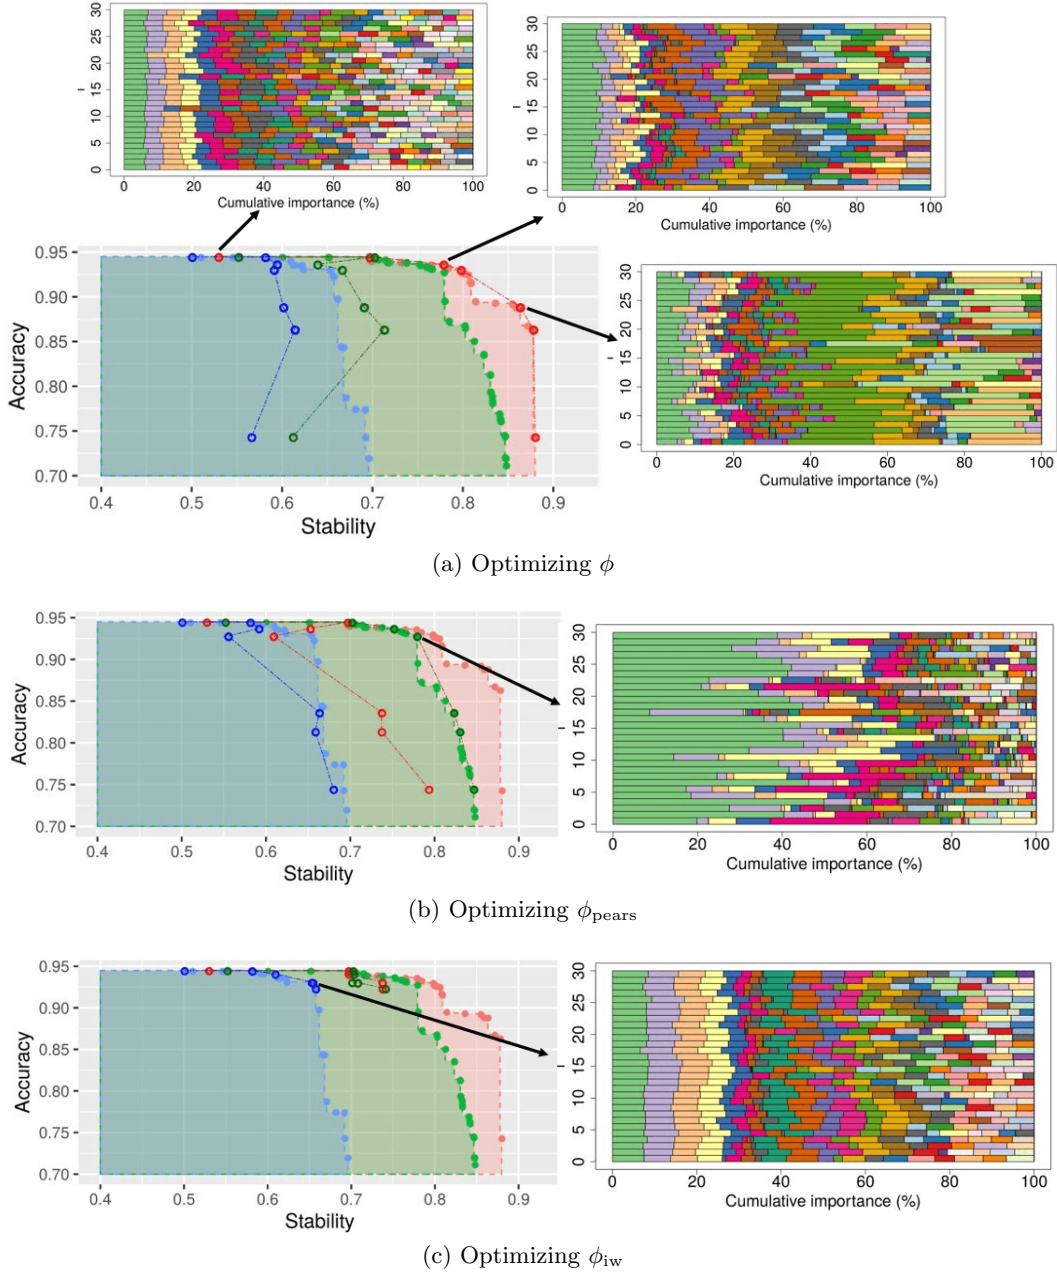 30
25
20
15
10
5
0
I
0 20 40 60 80 100
Cumulative importance (%)
30
25
20
15
10
5
0
I
0 20 40 60 80 100
Cumulative importance (%)
0.95
0.90
0.85
0.80
0.75
0.70
Accuracy
0.4 0.5 0.6 0.7 0.8 0.9
Stability
30
25
20
15
10
5
0
I
0 20 40 60 80 100
Cumulative importance (%)
(a) Optimizing ϕ
0.95
0.90
0.85
0.80
0.75
0.70
Accuracy
0.4 0.5 0.6 0.7 0.8 0.9
Stability
30
25
20
15
10
5
0
I
0 20 40 60 80 100
Cumulative importance (%)
(b) Optimizing ϕpears
0.95
0.90
0.85
0.80
0.75
0.70
Accuracy
0.4 0.5 0.6 0.7 0.8 0.9
Stability
30
25
20
15
10
5
0
I
0 20 40 60 80 100
Cumulative importance (%)
(c) Optimizing ϕiw